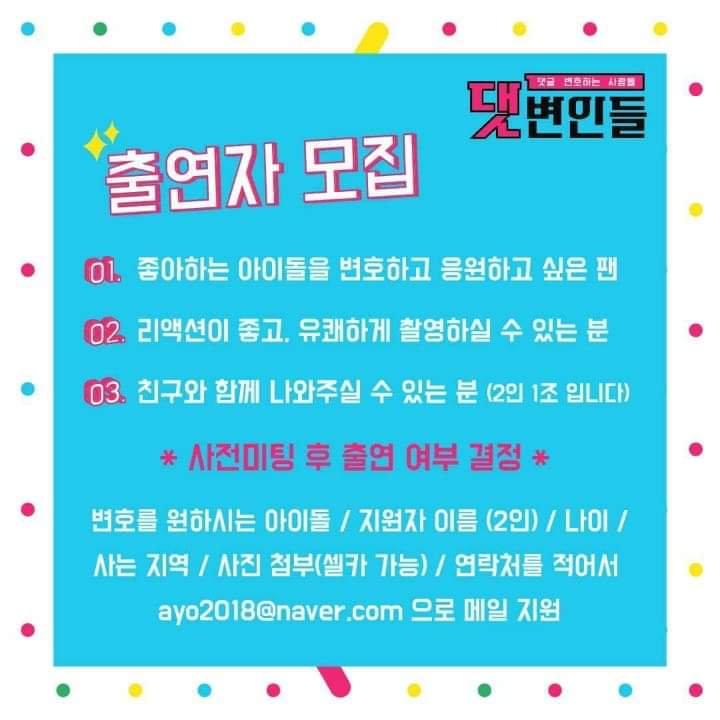 댓글 변호하는 사람들
댓변인들
출연자 모집
01. 좋아하는 아이돌을 변호하고 응원하고 싶은 팬
02. 리액션이 좋고, 유쾌하게 촬영하실 수 있는 분
03. 친구와 함께 나와주실 수 있는 분 (2인 1조 입니다)
* 사전미팅 후 출연 여부 결정 *
변호를 원하시는 아이돌 / 지원자 이름 (2인) / 나이 /
사는 지역 / 사진 첨부(셀카 가능) / 연락처를 적어서
ayo2018@naver.com 으로 메일 지원